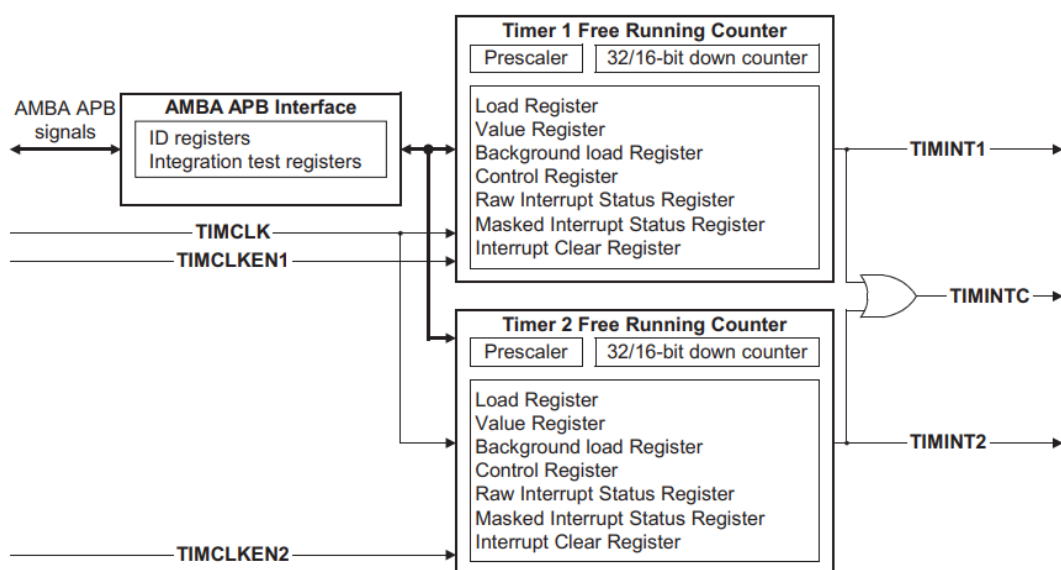 Timer 1 Free Running Counter
Prescaler
32/16-bit down counter
AMBA APB
signals
AMBA APB Interface
ID registers
Integration test registers
Load Register
Value Register
Background load Register
Control Register
Raw Interrupt Status Register
Masked Interrupt Status Register
Interrupt Clear Register
TIMINT1
TIMCLK
TIMCLKEN1
TIMINTC
Timer 2 Free Running Counter
Prescaler
32/16-bit down counter
Load Register
Value Register
Background load Register
Control Register
Raw Interrupt Status Register
Masked Interrupt Status Register
Interrupt Clear Register
TIMINT2
TIMCLKEN2